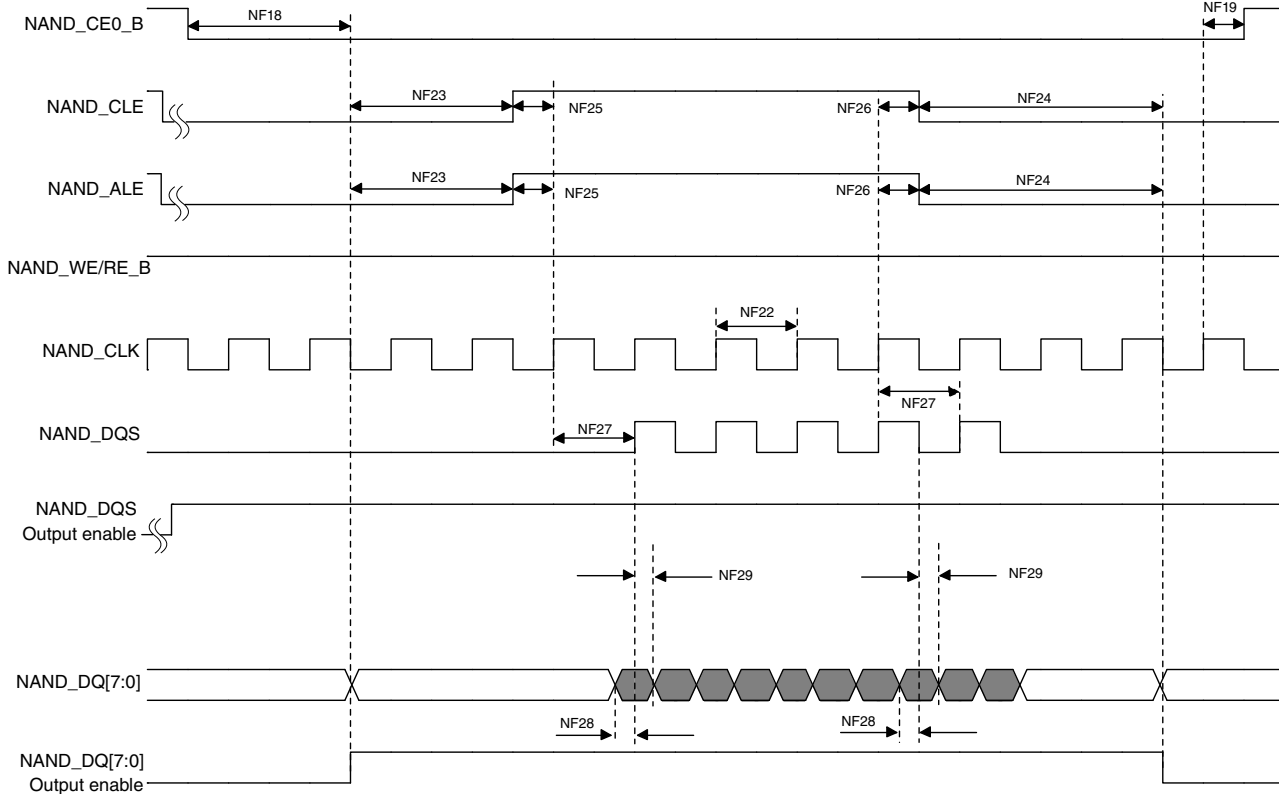 NF18
NF19
NAND_CE0_B
NAND_CLE
NF23
NF25
NF26
NF24
NAND_ALE
NF23
NF25
NF26
NF24
NAND_WE/RE_B
NF22
NAND_CLK
NF27
NF27
NAND_DQS
NAND_DQS
Output enable
NF29
NF29
NAND_DQ[7:0]
NF28
NF28
NAND_DQ[7:0]
Output enable